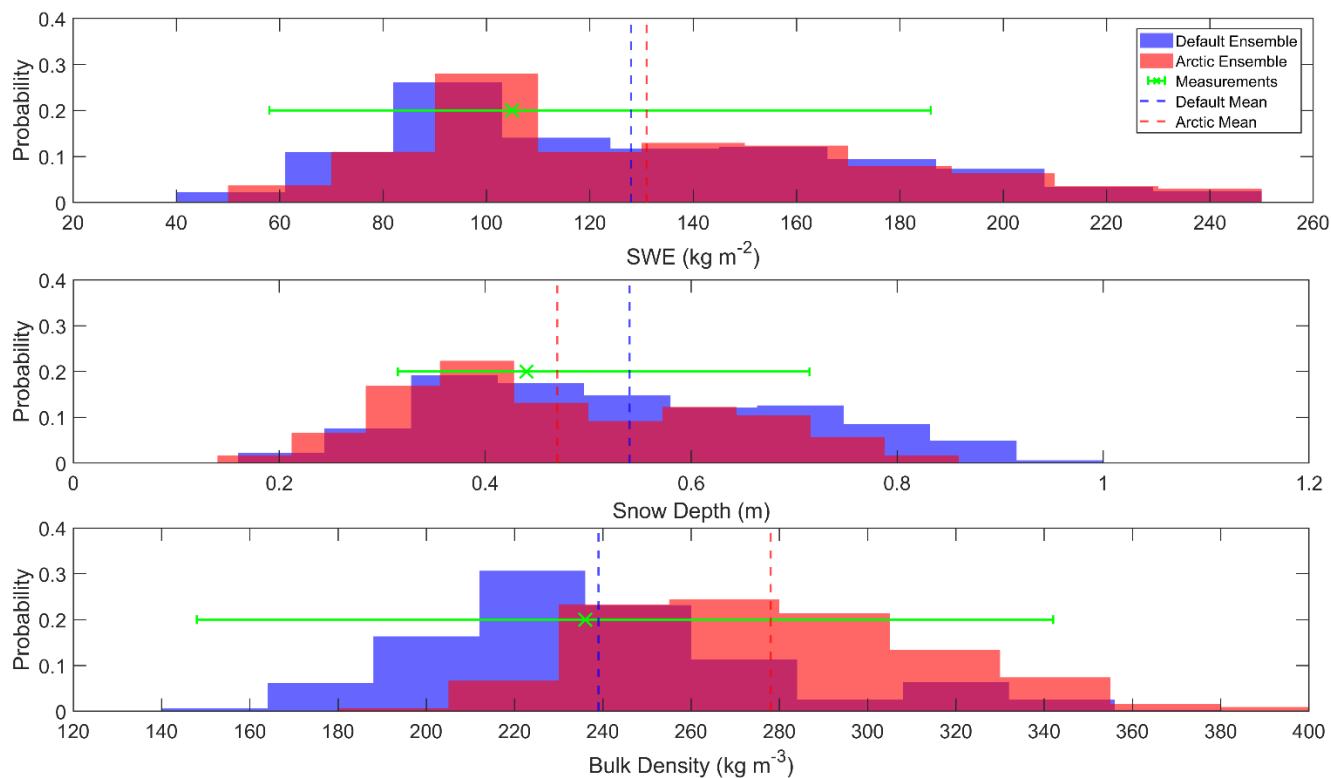 0.4
0.3
0.2
0.1
0
Probability
20 40 60 80 100 120 140 160 180 200 220 240 260
SWE (kg m-2)
Default Ensemble
Arctic Ensemble
Measurements
Default Mean
Arctic Mean
0.4
0.3
0.2
0.1
0
Probability
0 0.2 0.4 0.6 0.8 1 1.2
Snow Depth (m)
0.4
0.3
0.2
0.1
0
Probability
120 140 160 180 200 220 240 260 280 300 320 340 360 380 400
Bulk Density (kg m-3)